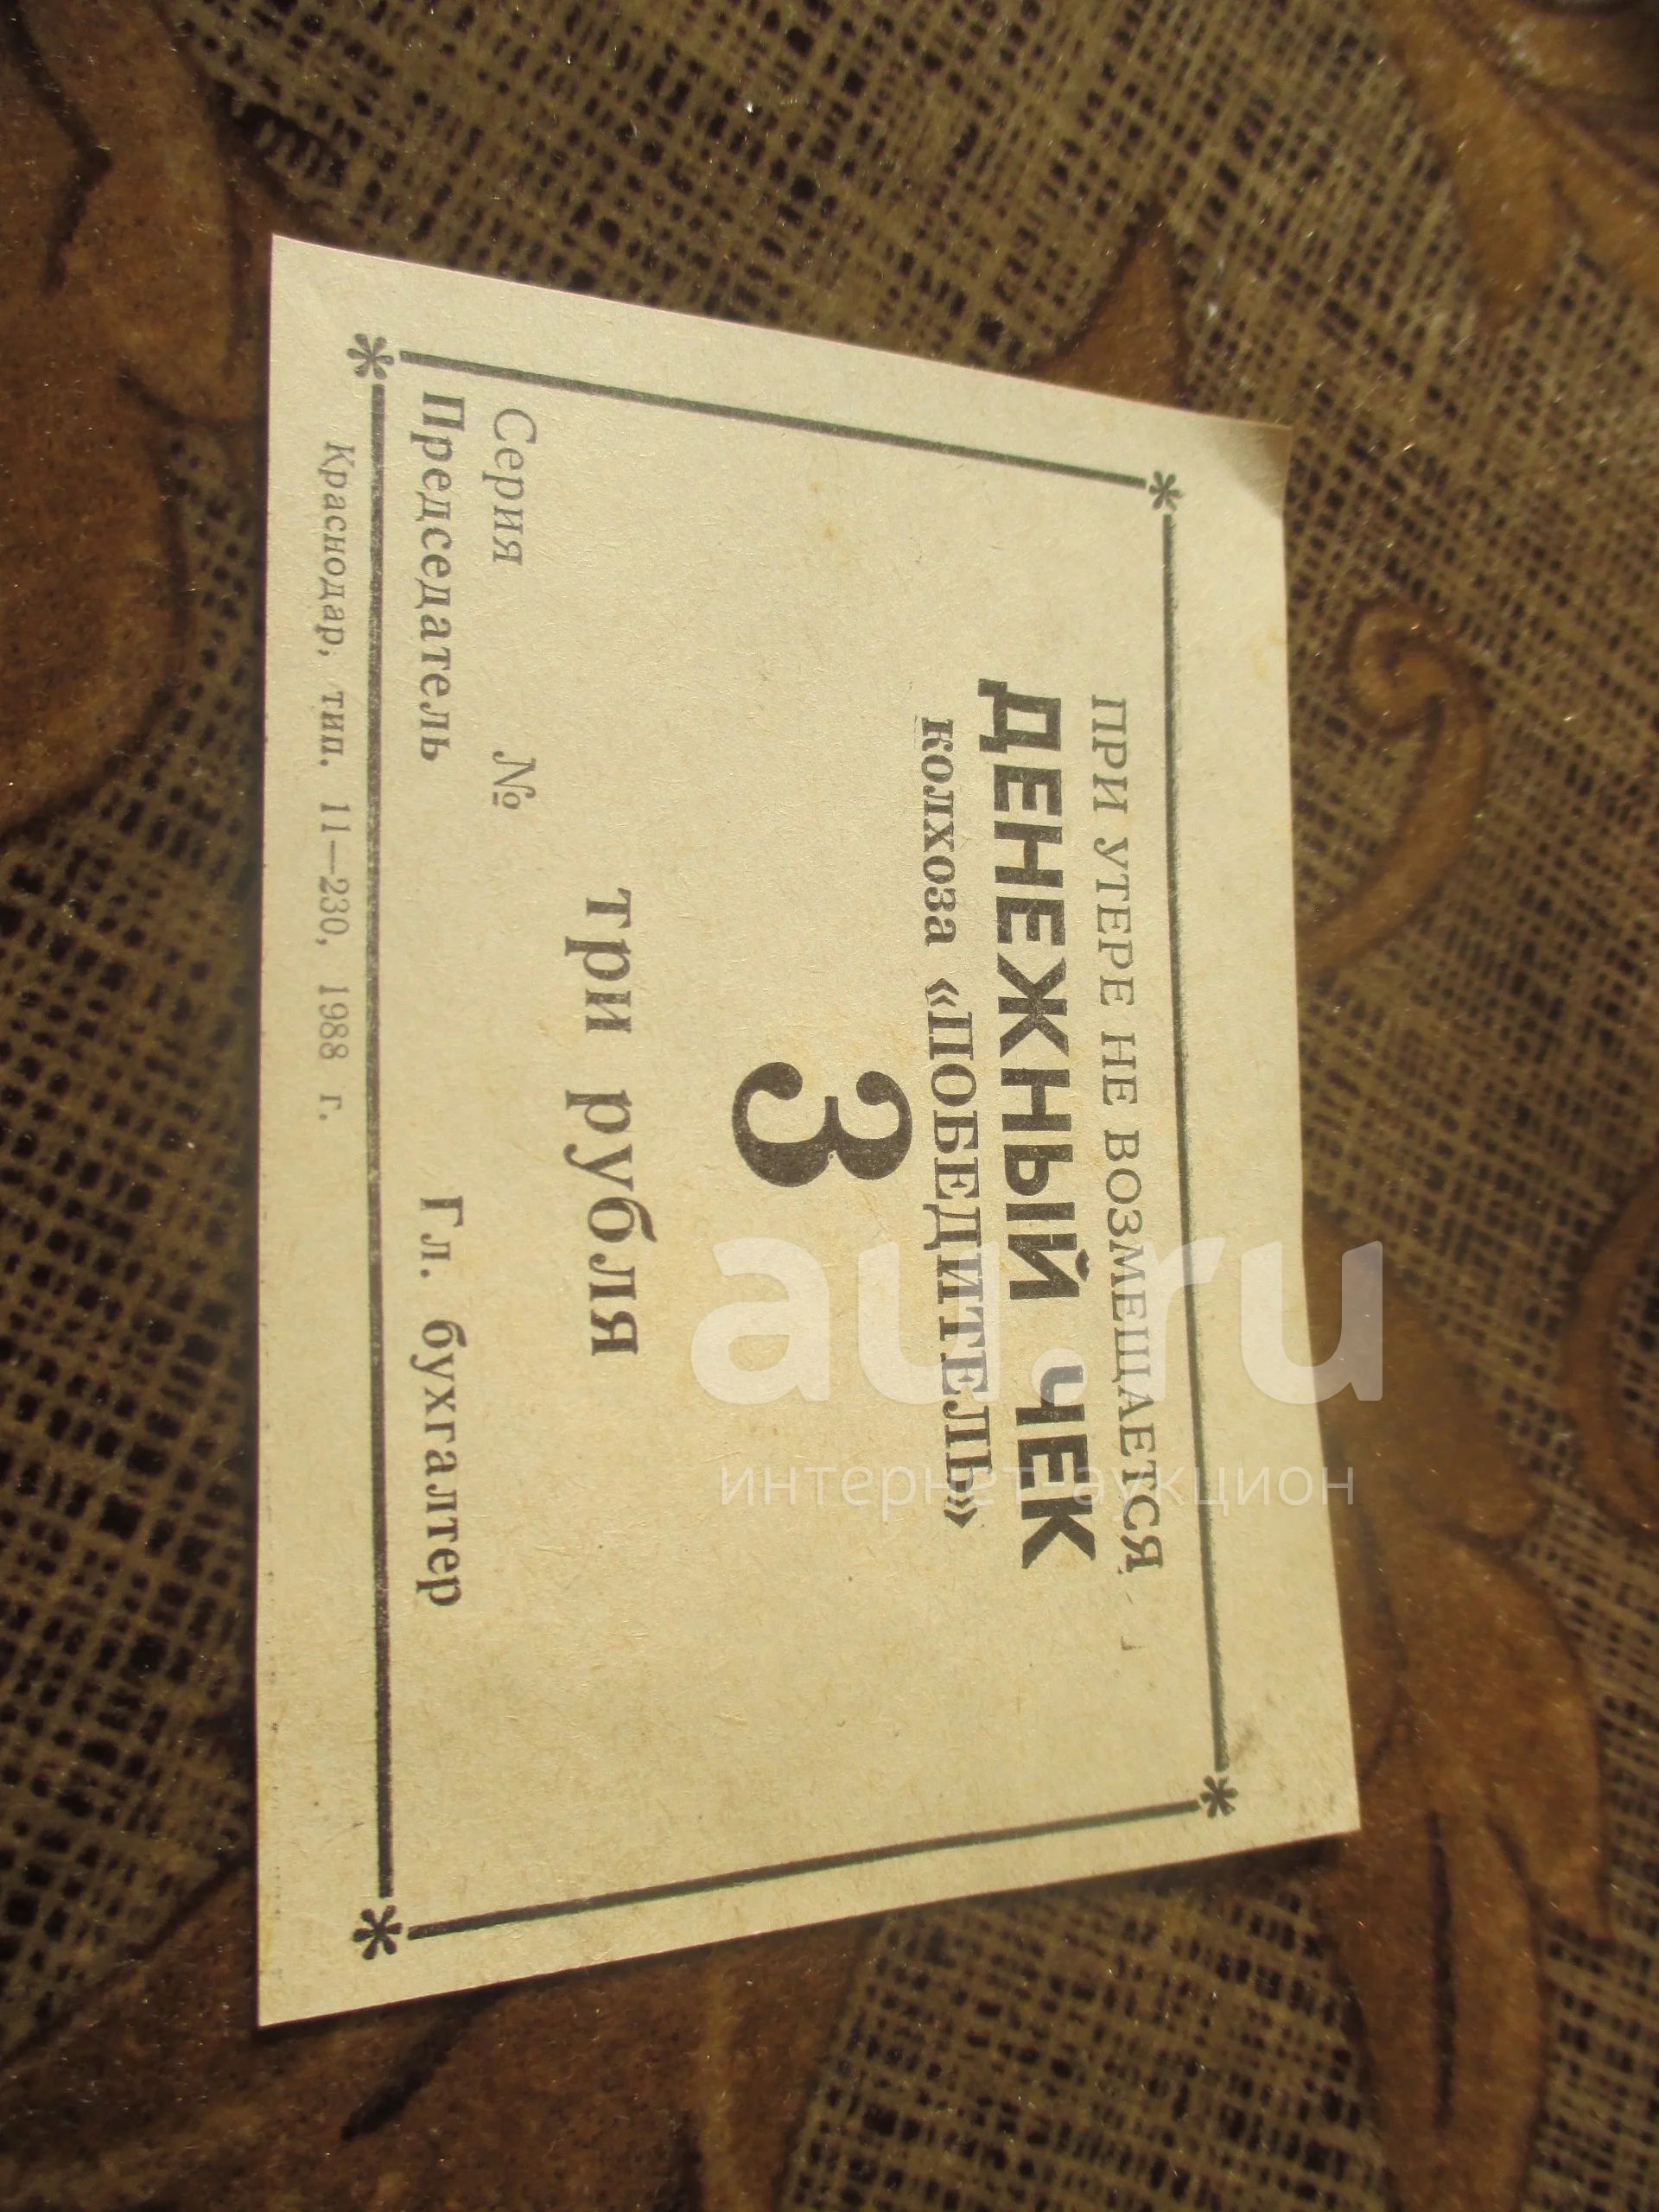 ПРИ УТЕРЕ НЕ ВОЗМЕЩАЕТСЯ
ДЕНЕЖНЫЙ ЧЕК
колхоза «ПОБЕДИТЕЛЬ»
3
три рубля
Серия №
Председатель Гл. бухгалтер
Краснодар, тип. 11—230, 1988 г.
au.ru
интернет-аукцион